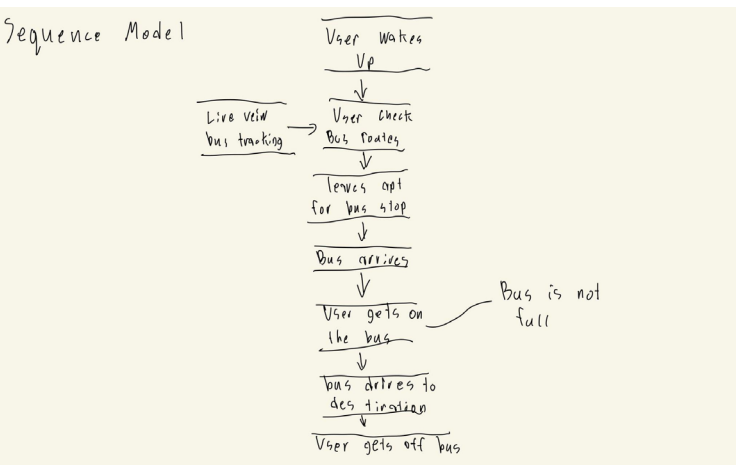 Sequence Model
User wakes
Up
Live veiw
bus tracking
User check
Bus routes
leaves apt
for bus stop
Bus arrives
User gets on
the bus
Bus is not
full
bus drives to
destination
User gets off bus